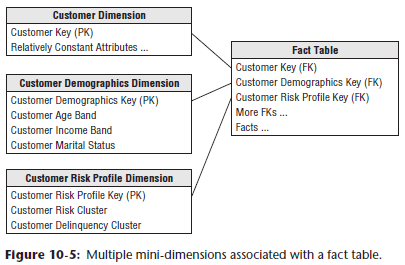 Customer Dimension
Customer Key (PK)
Relatively Constant Attributes ...
Customer Demographics Dimension
Customer Demographics Key (PK)
Customer Age Band
Customer Income Band
Customer Marital Status
Customer Risk Profile Dimension
Customer Risk Profile Key (PK)
Customer Risk Cluster
Customer Delinquency Cluster
Fact Table
Customer Key (FK)
Customer Demographics Key (FK)
Customer Risk Profile Key (FK)
More FKs ...
Facts ...
Figure 10-5: Multiple mini-dimensions associated with a fact table.